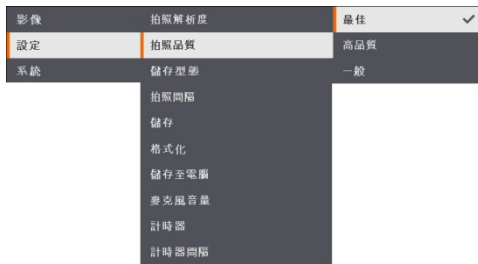 影像
設定
系統
拍照解析度
拍照品質
儲存型態
拍照間隔
儲存
格式化
儲存至電腦
麥克風音量
計時器
計時器間隔
最佳
高品質
一般